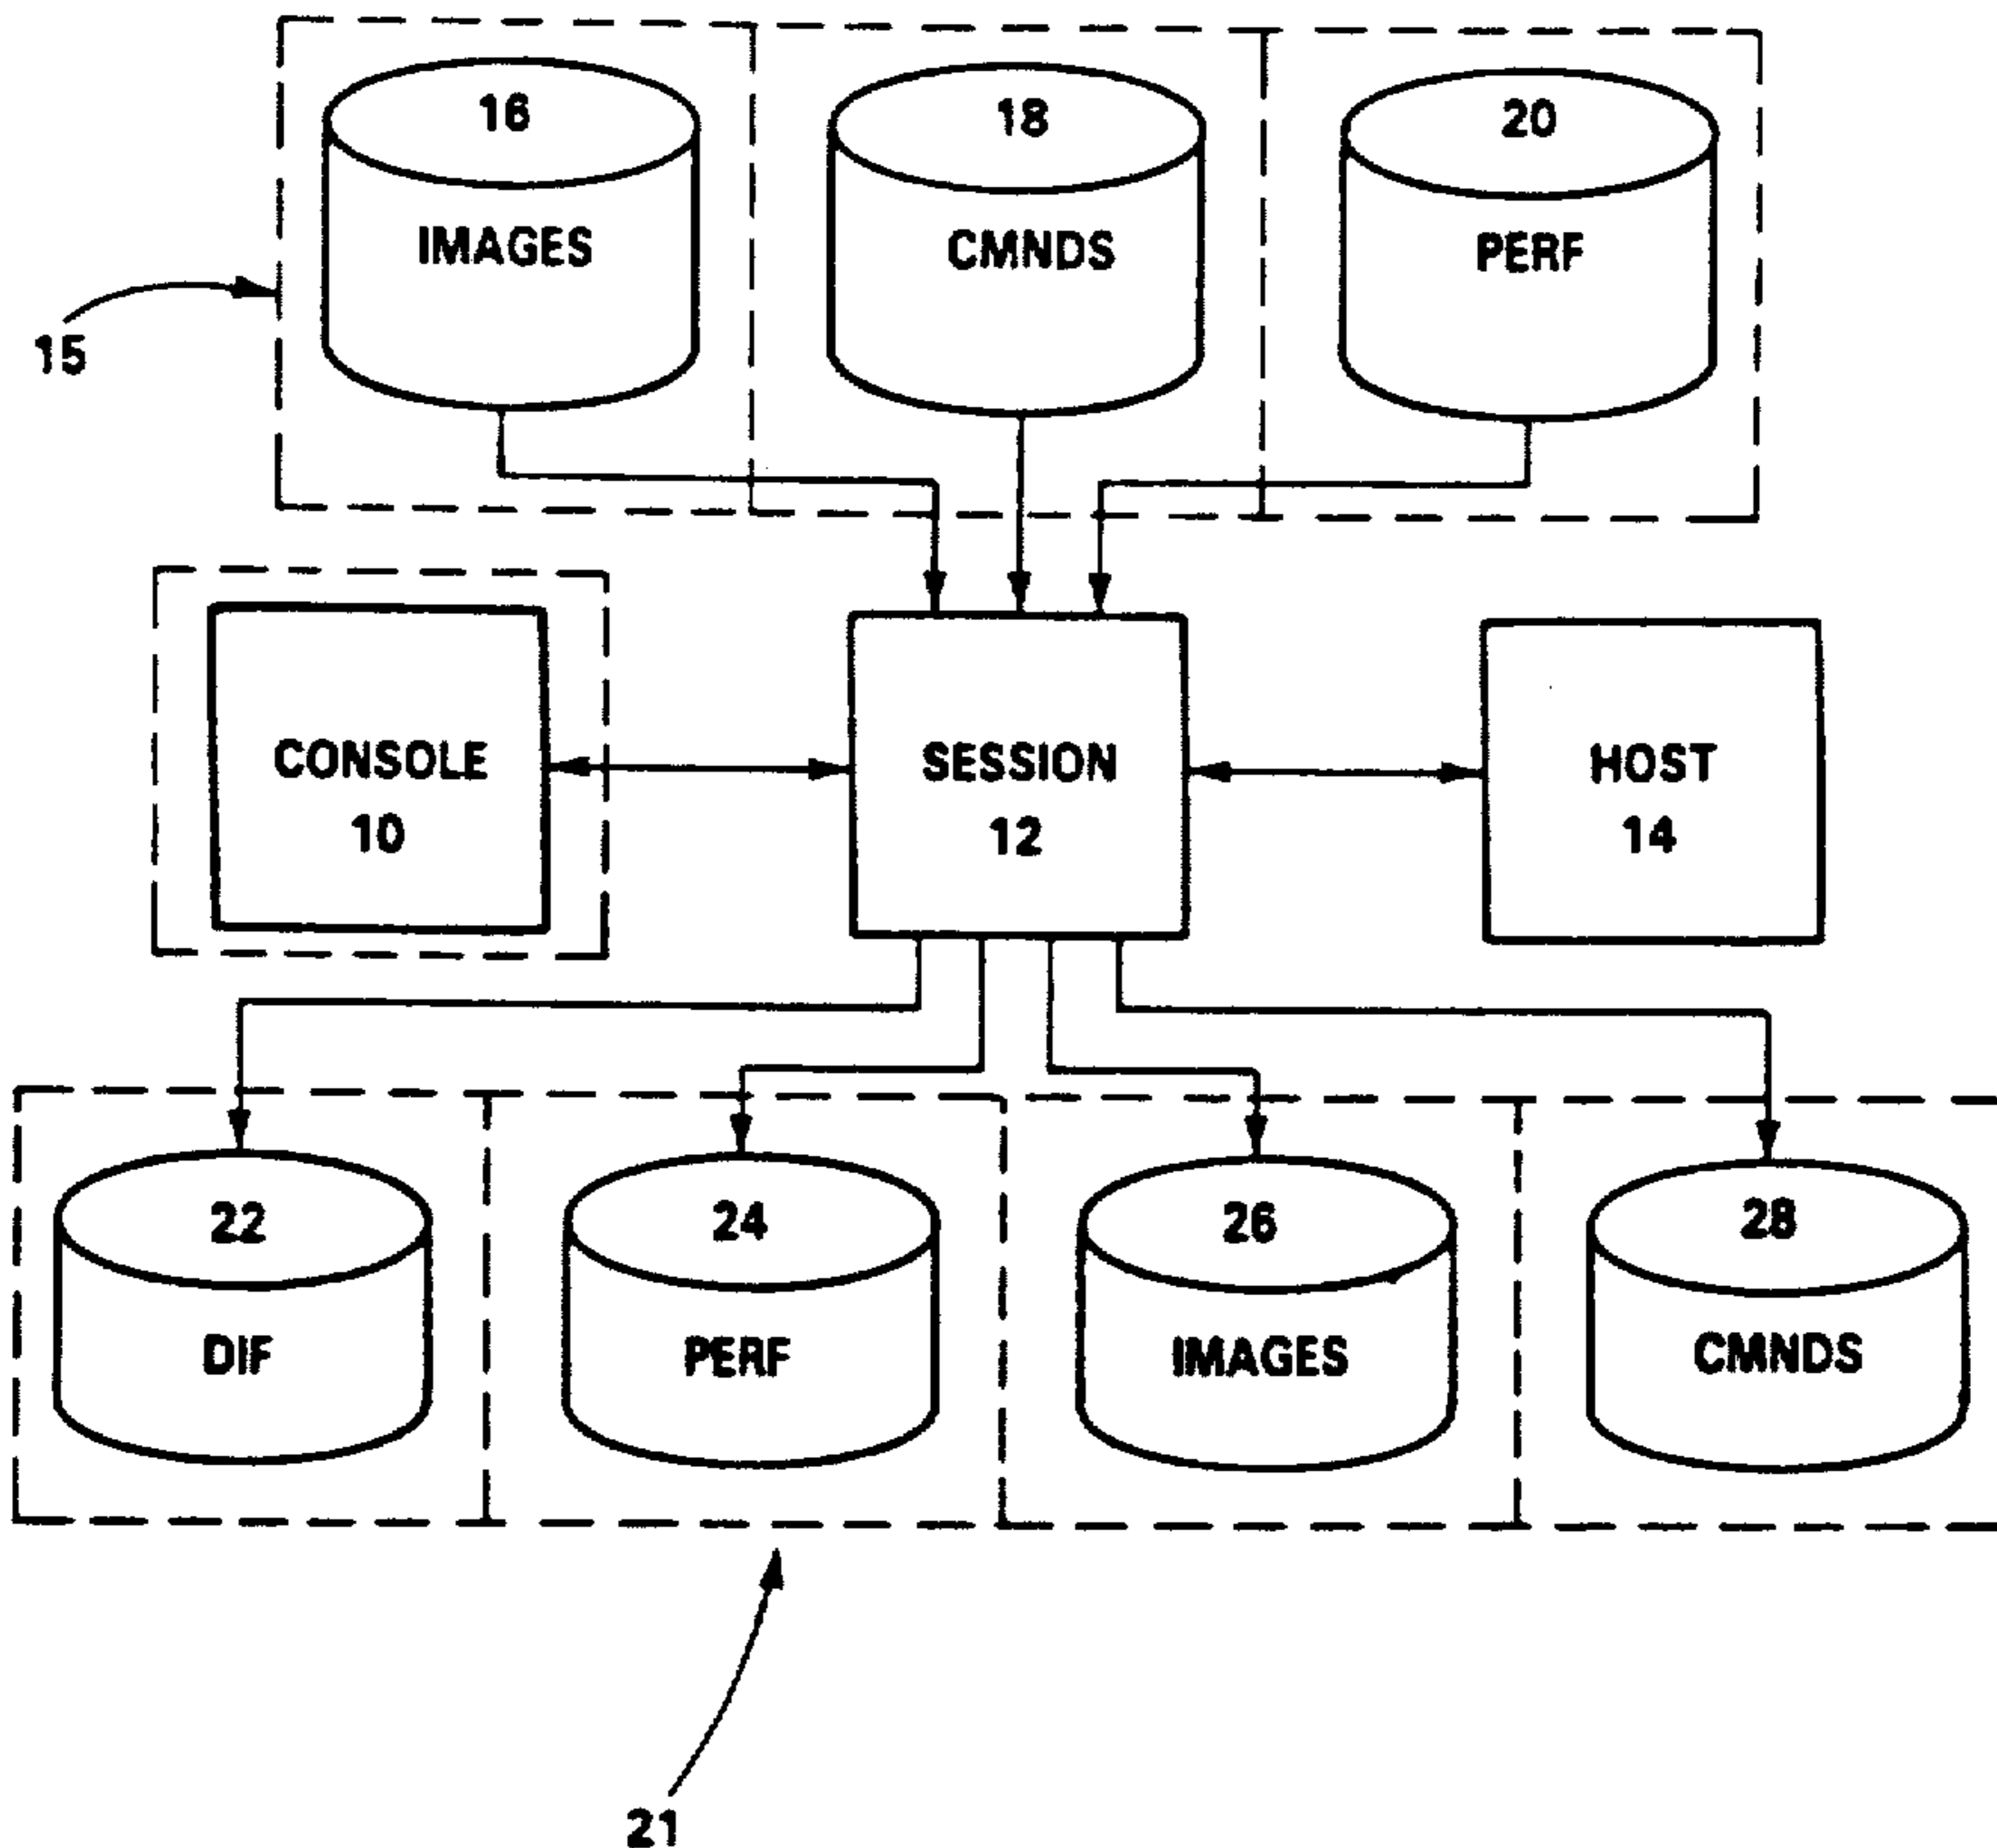 16
18
20
IMAGES
CMNDS
PERF
15
CONSOLE
10
SESSION
12
HOST
14
22
24
26
28
DIF
PERF
IMAGES
CMNDS
21